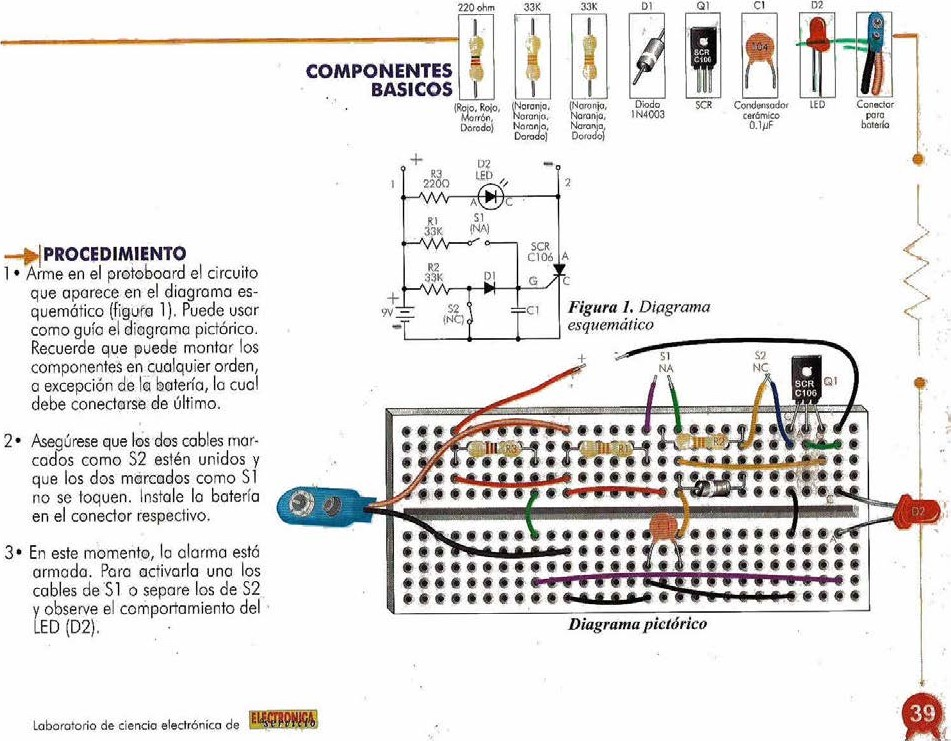 220 ohm
33K
33K
D1
Q1
C1
D2
SCR
C106
104
COMPONENTES
BASICOS
(Rojo, Rojo,
Marrón,
Dorado)
(Naranja,
Naranja,
Naranja,
Dorado)
(Naranja,
Naranja,
Naranja,
Dorado)
Diodo
1N4003
SCR
Condensador
cerámico
0.1µF
LED
Conector
para
batería
+
R3
220Ω
D2
LED
-
1
2
A
C
R1
33K
S1
(NA)
R2
33K
D1
SCR
C106
A
G
C
+
9V
-
S2
(NC)
C1
Figura 1. Diagrama
esquemático
PROCEDIMIENTO
1• Arme en el protoboard el circuito
que aparece en el diagrama es-
quemático (figura 1). Puede usar
como guía el diagrama pictórico.
Recuerde que puede montar los
componentes en cualquier orden,
a excepción de la batería, la cual
debe conectarse de último.
2• Asegúrese que los dos cables mar-
cados como S2 estén unidos y
que los dos marcados como S1
no se toquen. Instale la batería
en el conector respectivo.
3• En este momento, la alarma está
armada. Para activarla una los
cables de S1 o separe los de S2
y observe el comportamiento del
LED (D2).
+
-
S1
NA
S2
NC
SCR
C106
Q1
C
A
G
R3
R1
R2
C
A
D2
Diagrama pictórico
Laboratorio de ciencia electrónica de ELECTRONICA
servicio
39